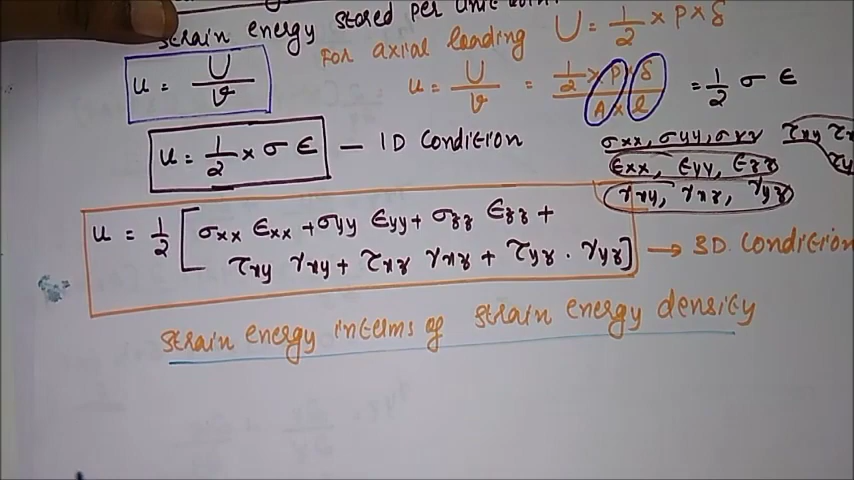 strain energy stored per unit
For axial loading U = 1/2 × P × δ
u = U/v
u = U/v = (1/2 × P × δ)/(A × l) = 1/2 σ ϵ
u = 1/2 × σ ϵ — 1D Condition
σxx, σyy, σzz τxy
ϵxx, ϵyy, ϵzz
γxy, γxz, γyz
u = 1/2 [σxx ϵxx + σyy ϵyy + σzz ϵzz +
τxy γxy + τxz γxz + τyz . γyz] → 3D Condition
strain energy interms of strain energy density